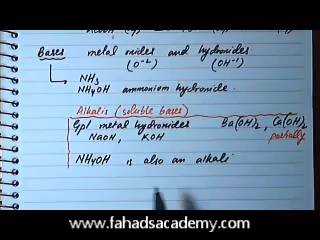 Bases metal oxides and hydroxides
(O⁻²) (OH⁻¹)
NH₃
NH₄OH ammonium hydroxide.
Alkalis (soluble bases)
Gp1 metal hydroxides Ba(OH)₂, Ca(OH)₂
NaOH, KOH partially
NH₄OH is also an alkali
www.fahadsacademy.com